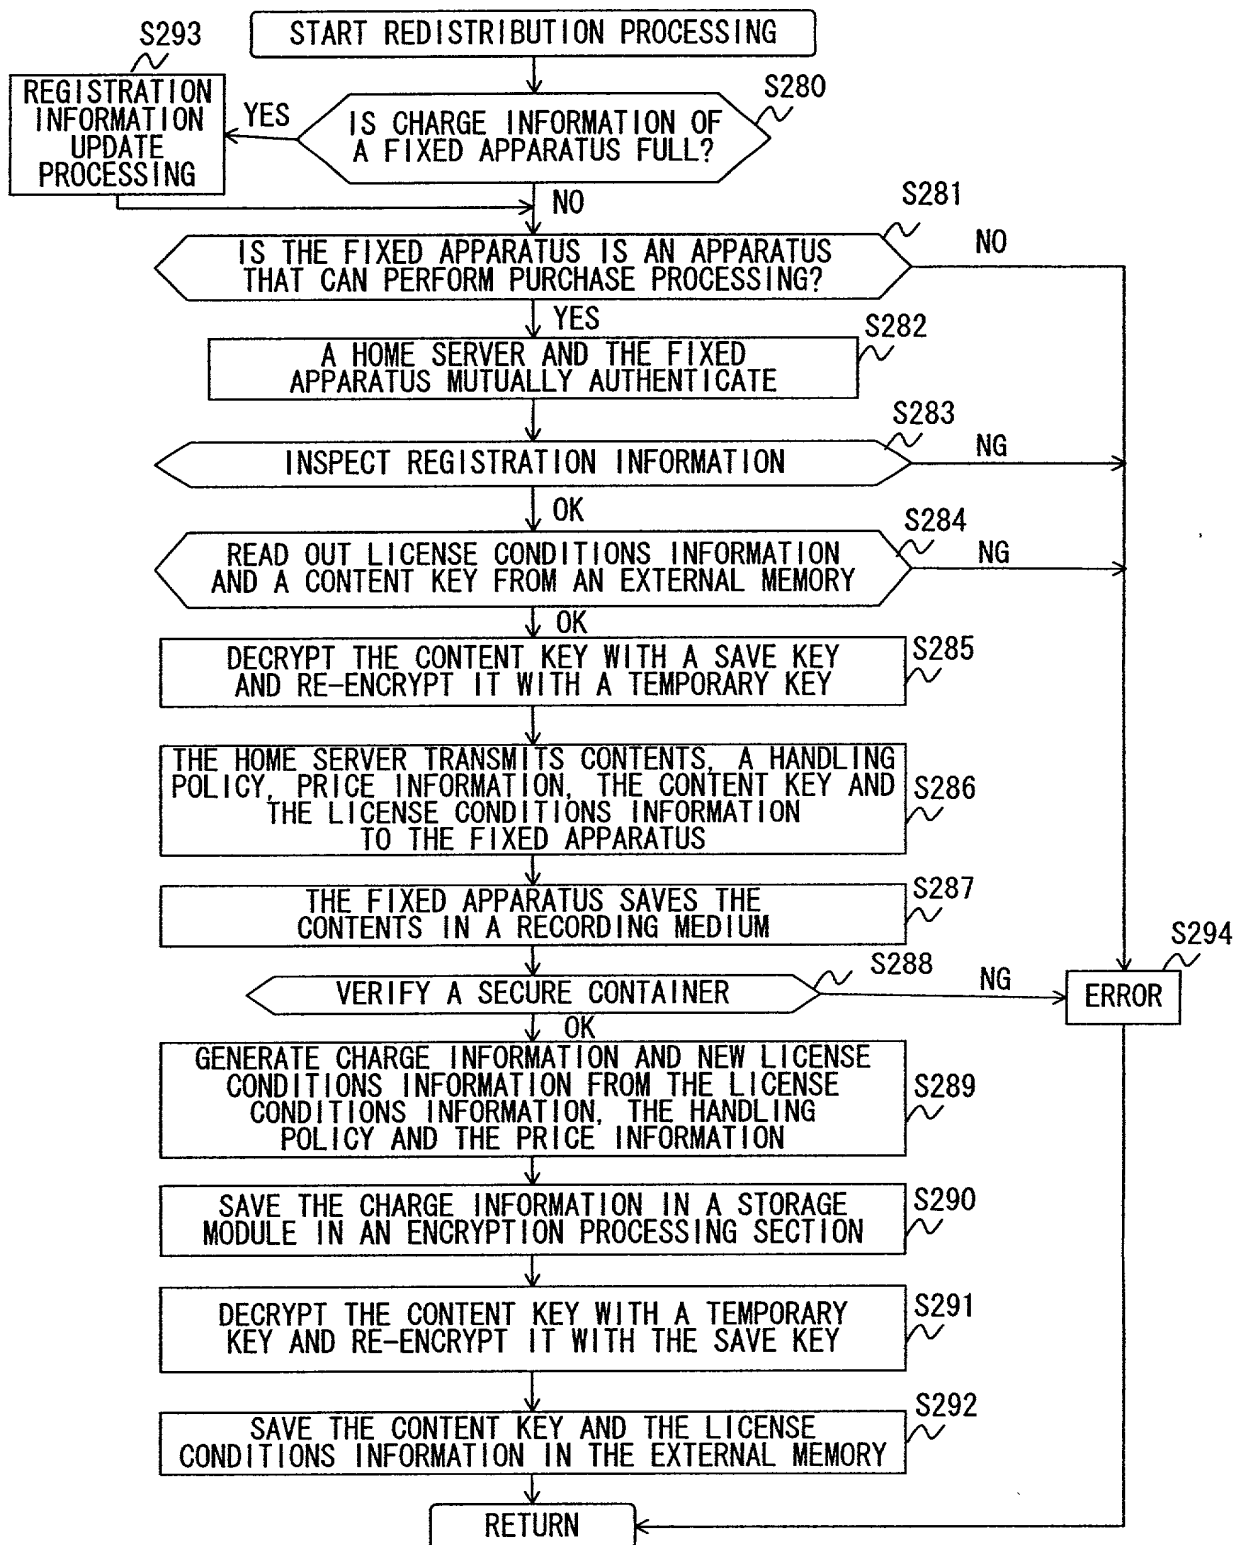 START REDISTRIBUTION PROCESSING
S293
REGISTRATION
INFORMATION
UPDATE
PROCESSING
YES
S280
IS CHARGE INFORMATION OF
A FIXED APPARATUS FULL?
NO
S281
IS THE FIXED APPARATUS IS AN APPARATUS
THAT CAN PERFORM PURCHASE PROCESSING?
NO
YES
S282
A HOME SERVER AND THE FIXED
APPARATUS MUTUALLY AUTHENTICATE
S283
INSPECT REGISTRATION INFORMATION
NG
OK
S284
READ OUT LICENSE CONDITIONS INFORMATION
AND A CONTENT KEY FROM AN EXTERNAL MEMORY
NG
OK
S285
DECRYPT THE CONTENT KEY WITH A SAVE KEY
AND RE-ENCRYPT IT WITH A TEMPORARY KEY
THE HOME SERVER TRANSMITS CONTENTS, A HANDLING
POLICY, PRICE INFORMATION, THE CONTENT KEY AND
THE LICENSE CONDITIONS INFORMATION
TO THE FIXED APPARATUS
S286
THE FIXED APPARATUS SAVES THE
CONTENTS IN A RECORDING MEDIUM
S287
S288
VERIFY A SECURE CONTAINER
NG
S294
ERROR
OK
GENERATE CHARGE INFORMATION AND NEW LICENSE
CONDITIONS INFORMATION FROM THE LICENSE
CONDITIONS INFORMATION, THE HANDLING
POLICY AND THE PRICE INFORMATION
S289
SAVE THE CHARGE INFORMATION IN A STORAGE
MODULE IN AN ENCRYPTION PROCESSING SECTION
S290
DECRYPT THE CONTENT KEY WITH A TEMPORARY
KEY AND RE-ENCRYPT IT WITH THE SAVE KEY
S291
SAVE THE CONTENT KEY AND THE LICENSE
CONDITIONS INFORMATION IN THE EXTERNAL MEMORY
S292
RETURN